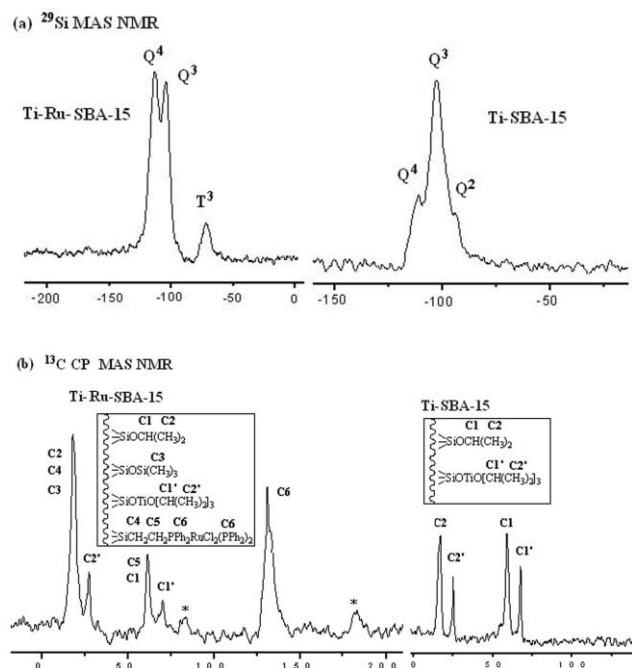 (a) ²⁹Si MAS NMR
Q⁴
Q³
Ti-Ru-SBA-15
T³
-200 -150 -100 -50 0
Q³
Ti-SBA-15
Q⁴
Q²
-150 -100 -50
(b) ¹³C CP MAS NMR
Ti-Ru-SBA-15
C1 C2
SiOCH(CH₃)₂
C3
SiOSi(CH₃)₃
C1' C2'
SiOTiO[CH(CH₃)₂]₃
C4 C5 C6 C6
SiCH₂CH₂PPh₂RuCl₂(PPh₂)₂
C2
C4
C3
C2'
C5
C1
C1'
*
C6
*
0 50 100 150 200
Ti-SBA-15
C1 C2
SiOCH(CH₃)₂
C1' C2'
SiOTiO[CH(CH₃)₂]₃
C2
C2'
C1
C1'
0 50 100